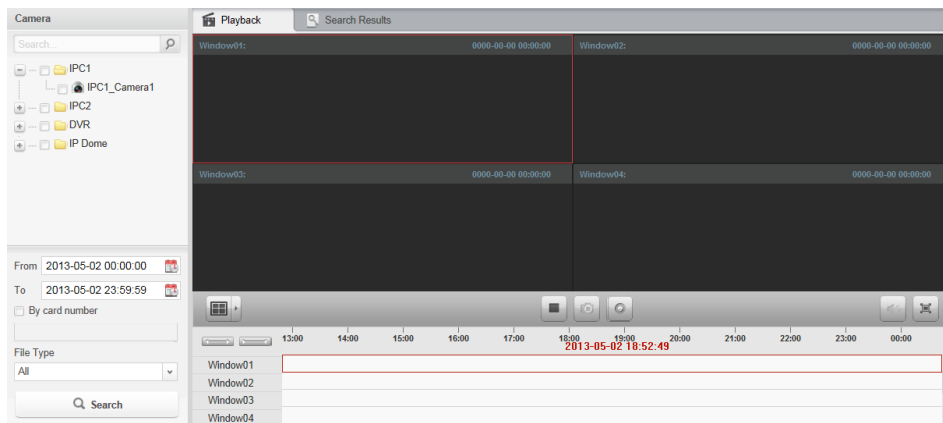 Camera
Search...
IPC1
IPC1_Camera1
IPC2
DVR
IP Dome
From 2013-05-02 00:00:00
To 2013-05-02 23:59:59
By card number
File Type
All
Search
Playback Search Results
Window01: 0000-00-00 00:00:00 Window02: 0000-00-00 00:00:00
Window03: 0000-00-00 00:00:00 Window04: 0000-00-00 00:00:00
13:00 14:00 15:00 16:00 17:00 18:00 19:00 20:00 21:00 22:00 23:00 00:00
2013-05-02 18:52:49
Window01
Window02
Window03
Window04